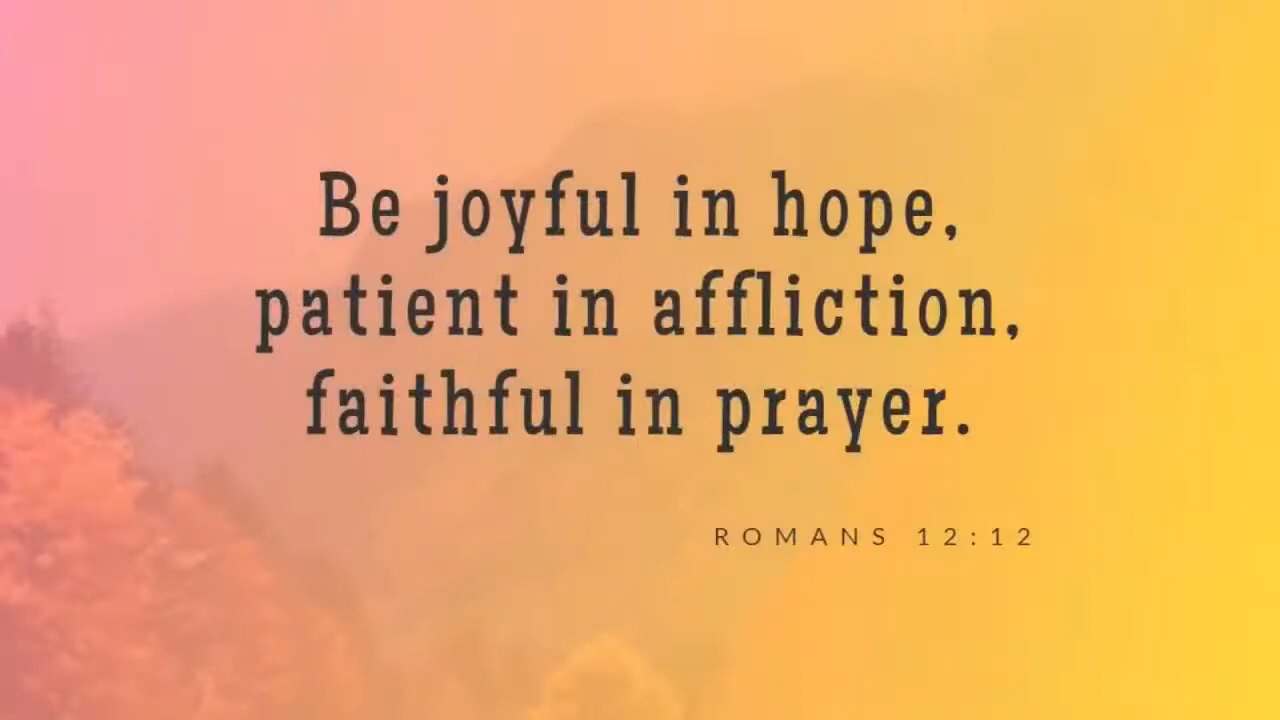 Be joyful in hope,
patient in affliction,
faithful in prayer.
ROMANS 12:12